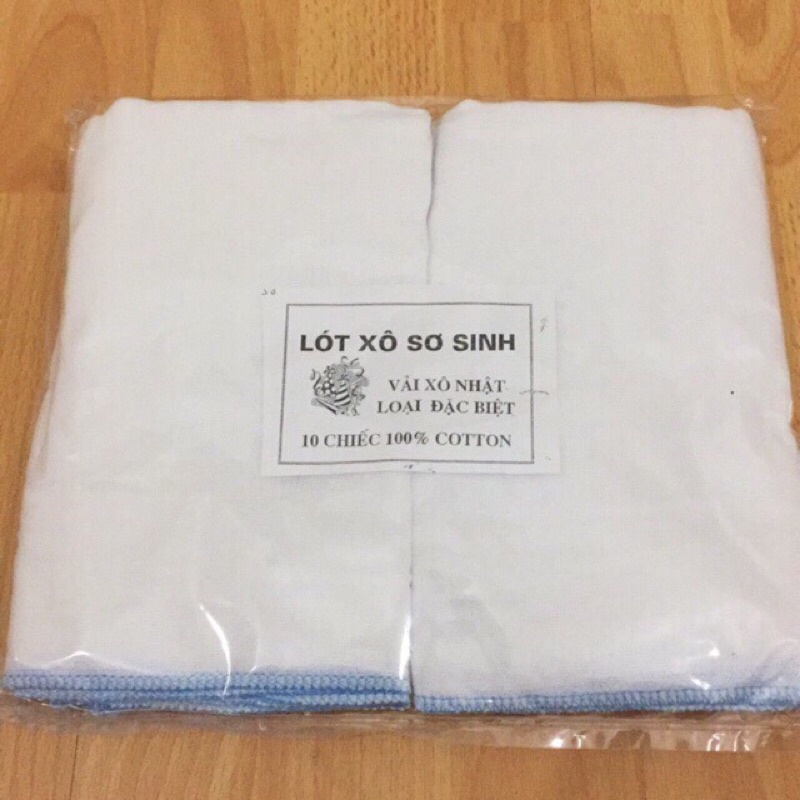 LÓT XÔ SƠ SINH
VẢI XÔ NHẬT
LOẠI ĐẶC BIỆT
10 CHIẾC 100% COTTON